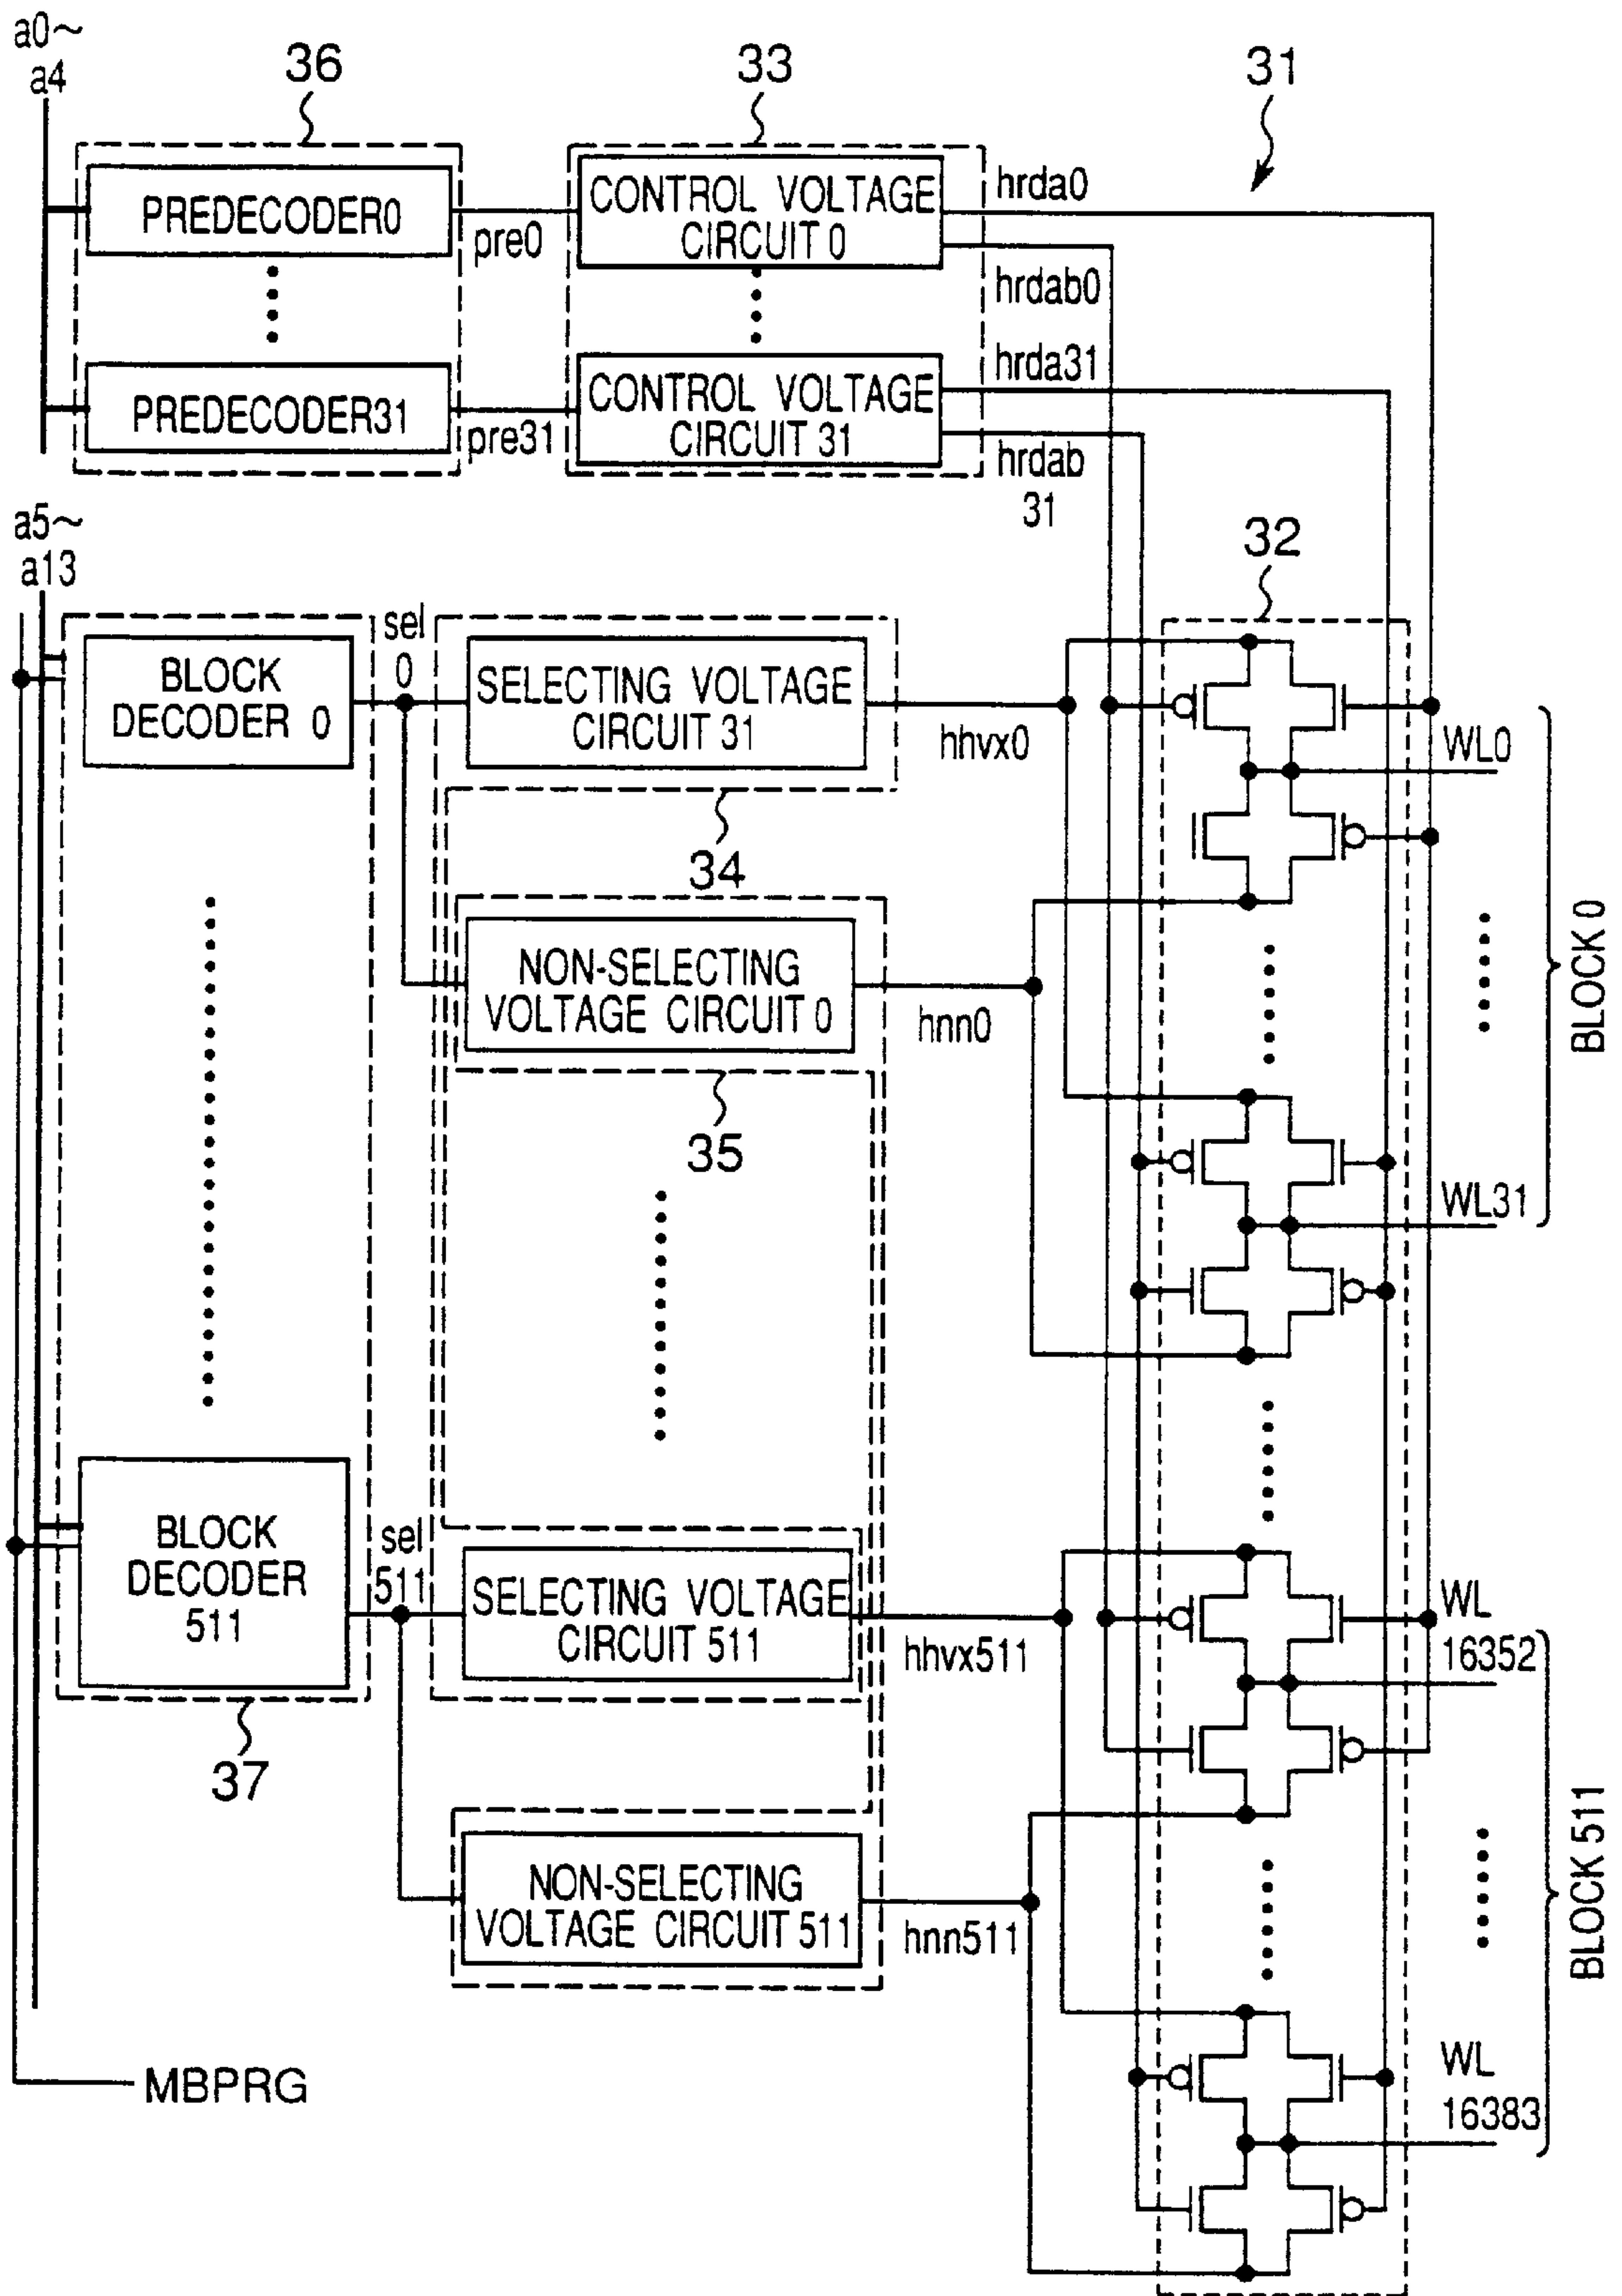 a0~
a4
36
33
31
PREDECODER0
pre0
CONTROL VOLTAGE
CIRCUIT 0
hrda0
hrdab0
PREDECODER31
pre31
CONTROL VOLTAGE
CIRCUIT 31
hrda31
hrdab
31
a5~
a13
32
BLOCK
DECODER 0
sel
0
SELECTING VOLTAGE
CIRCUIT 31
hhvx0
WL0
34
NON-SELECTING
VOLTAGE CIRCUIT 0
hnn0
BLOCK 0
35
WL31
BLOCK
DECODER
511
sel
511
SELECTING VOLTAGE
CIRCUIT 511
hhvx511
WL
16352
37
NON-SELECTING
VOLTAGE CIRCUIT 511
hnn511
BLOCK 511
MBPRG
WL
16383